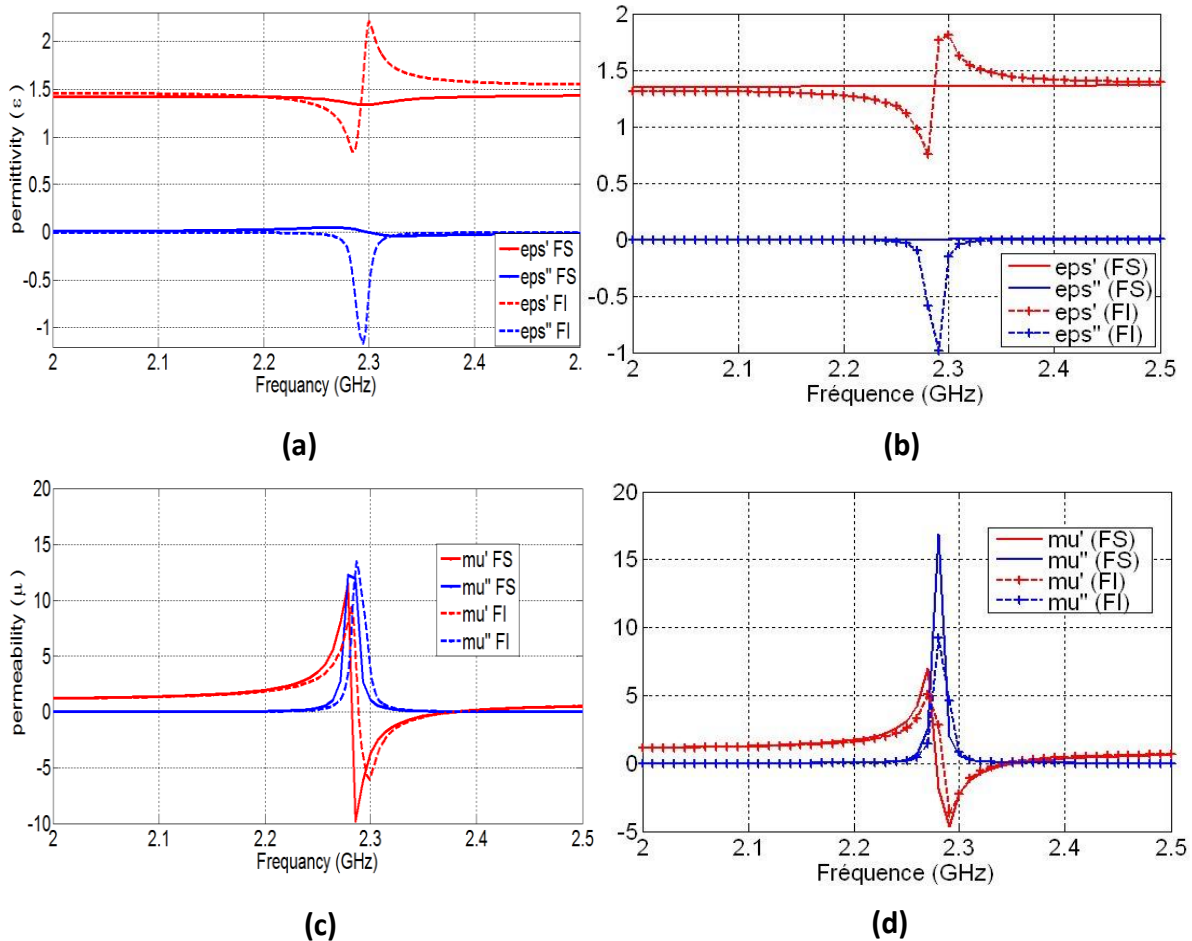 2
1.5
1
0.5
0
-0.5
-1
permittivity ( ε )
2
2.2
2.3
2.4
2.
Frequancy (GHz)
eps' FS
eps'' FS
eps' FI
eps'' FI
(a)
2
1.5
1
0.5
0
-0.5
-1
2
2.1
2.2
2.3
2.4
2.5
Fréquence (GHz)
eps' (FS)
eps'' (FS)
eps' (FI)
eps'' (FI)
(b)
20
15
10
5
0
-5
-10
permeability ( μ )
2
2.2
2.3
2.4
2.5
Frequancy (GHz)
mu' FS
mu'' FS
mu' FI
mu'' FI
(c)
20
15
10
5
0
-5
2
2.1
2.2
2.3
2.4
2.5
Fréquence (GHz)
mu' (FS)
mu'' (FS)
mu' (FI)
mu'' (FI)
(d)